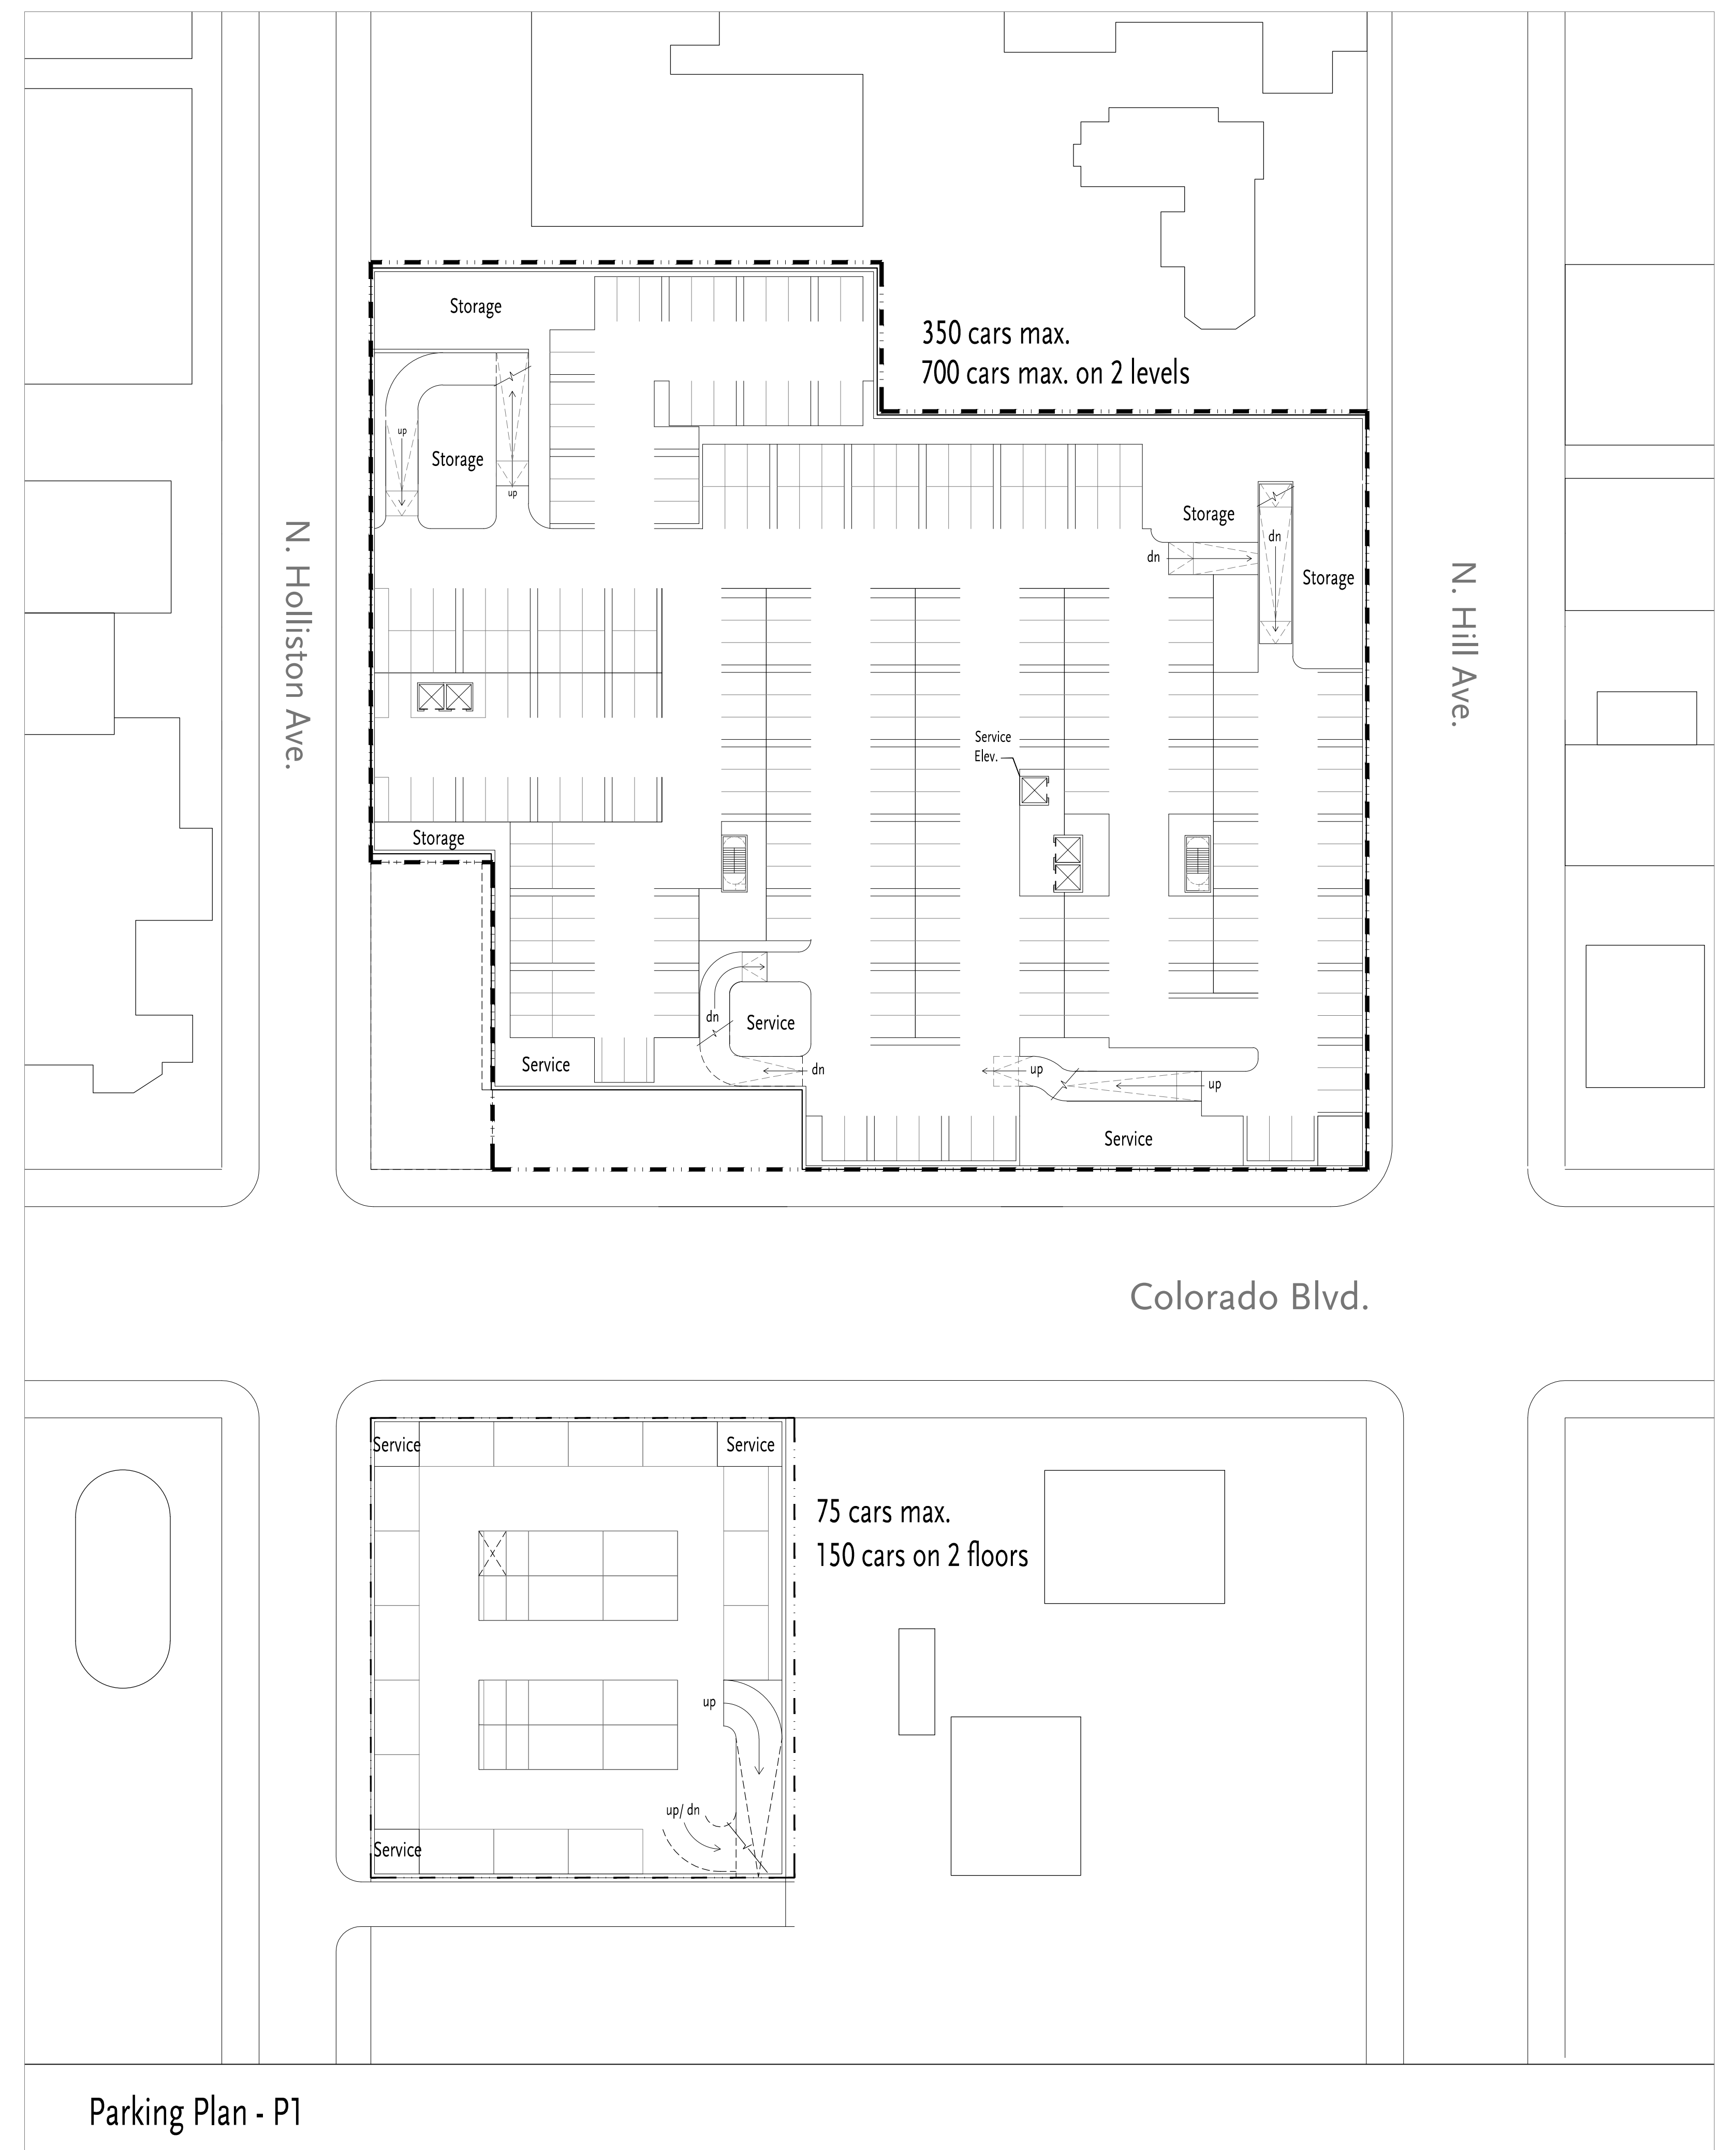 Storage
350 cars max.
700 cars max. on 2 levels
up
Storage
up
Storage
dn
dn
Storage
N. Holliston Ave.
N. Hill Ave.
Service
Elev.
Storage
dn
Service
Service
dn
up
up
Service
Colorado Blvd.
Service
Service
75 cars max.
150 cars on 2 floors
up
up/ dn
Service
Parking Plan - P1